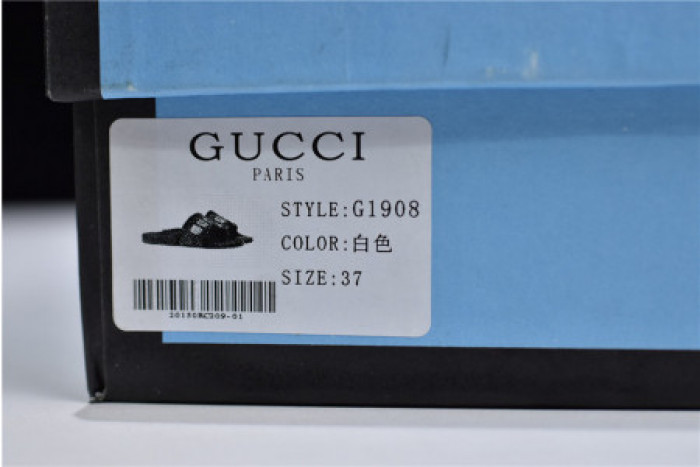 GUCCI
PARIS
STYLE:G1908
COLOR:白色
SIZE:37